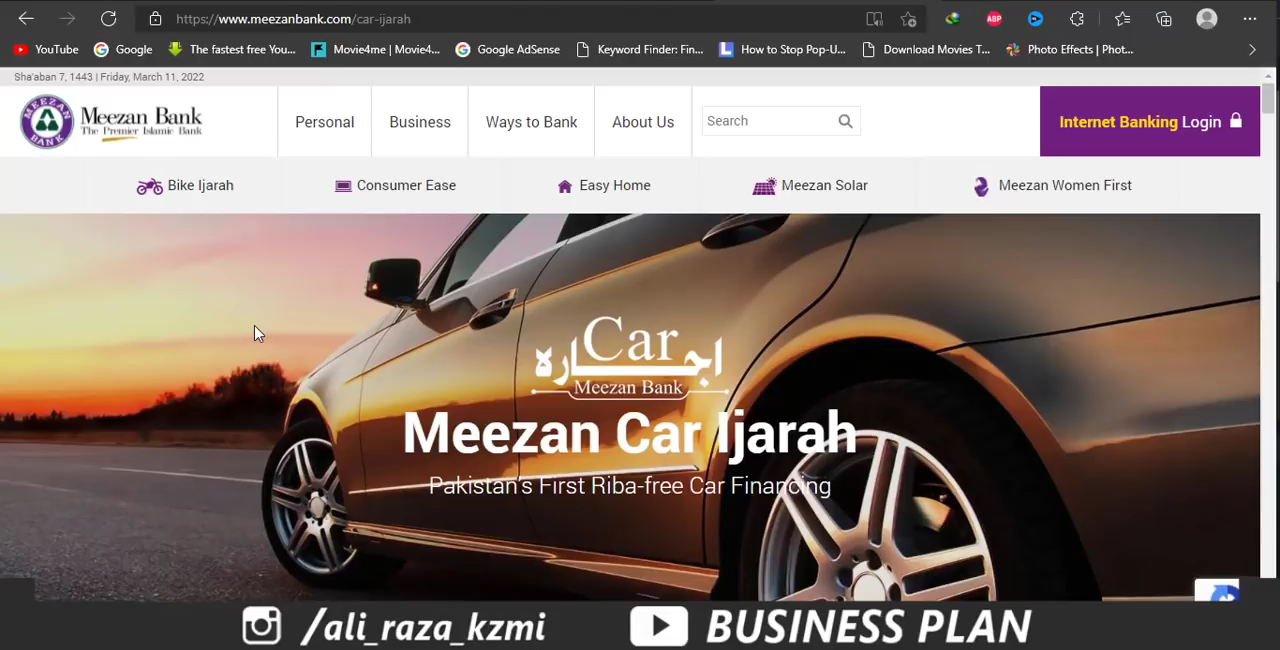 https://www.meezanbank.com/car-ijarah
ABP
YouTube
Google
The fastest free You...
Movie4me | Movie4...
Google AdSense
Keyword Finder: Fin...
How to Stop Pop-U...
Download Movies T...
Photo Effects | Phot...
Sha'aban 7, 1443 | Friday, March 11, 2022
MEEZAN BANK
Meezan Bank
The Premier Islamic Bank
Personal
Business
Ways to Bank
About Us
Search
Internet Banking Login
Bike Ijarah
Consumer Ease
Easy Home
Meezan Solar
Meezan Women First
Car
اجارہ
Meezan Bank
Meezan Car Ijarah
Pakistan's First Riba-free Car Financing
/ali_raza_kzmi
BUSINESS PLAN